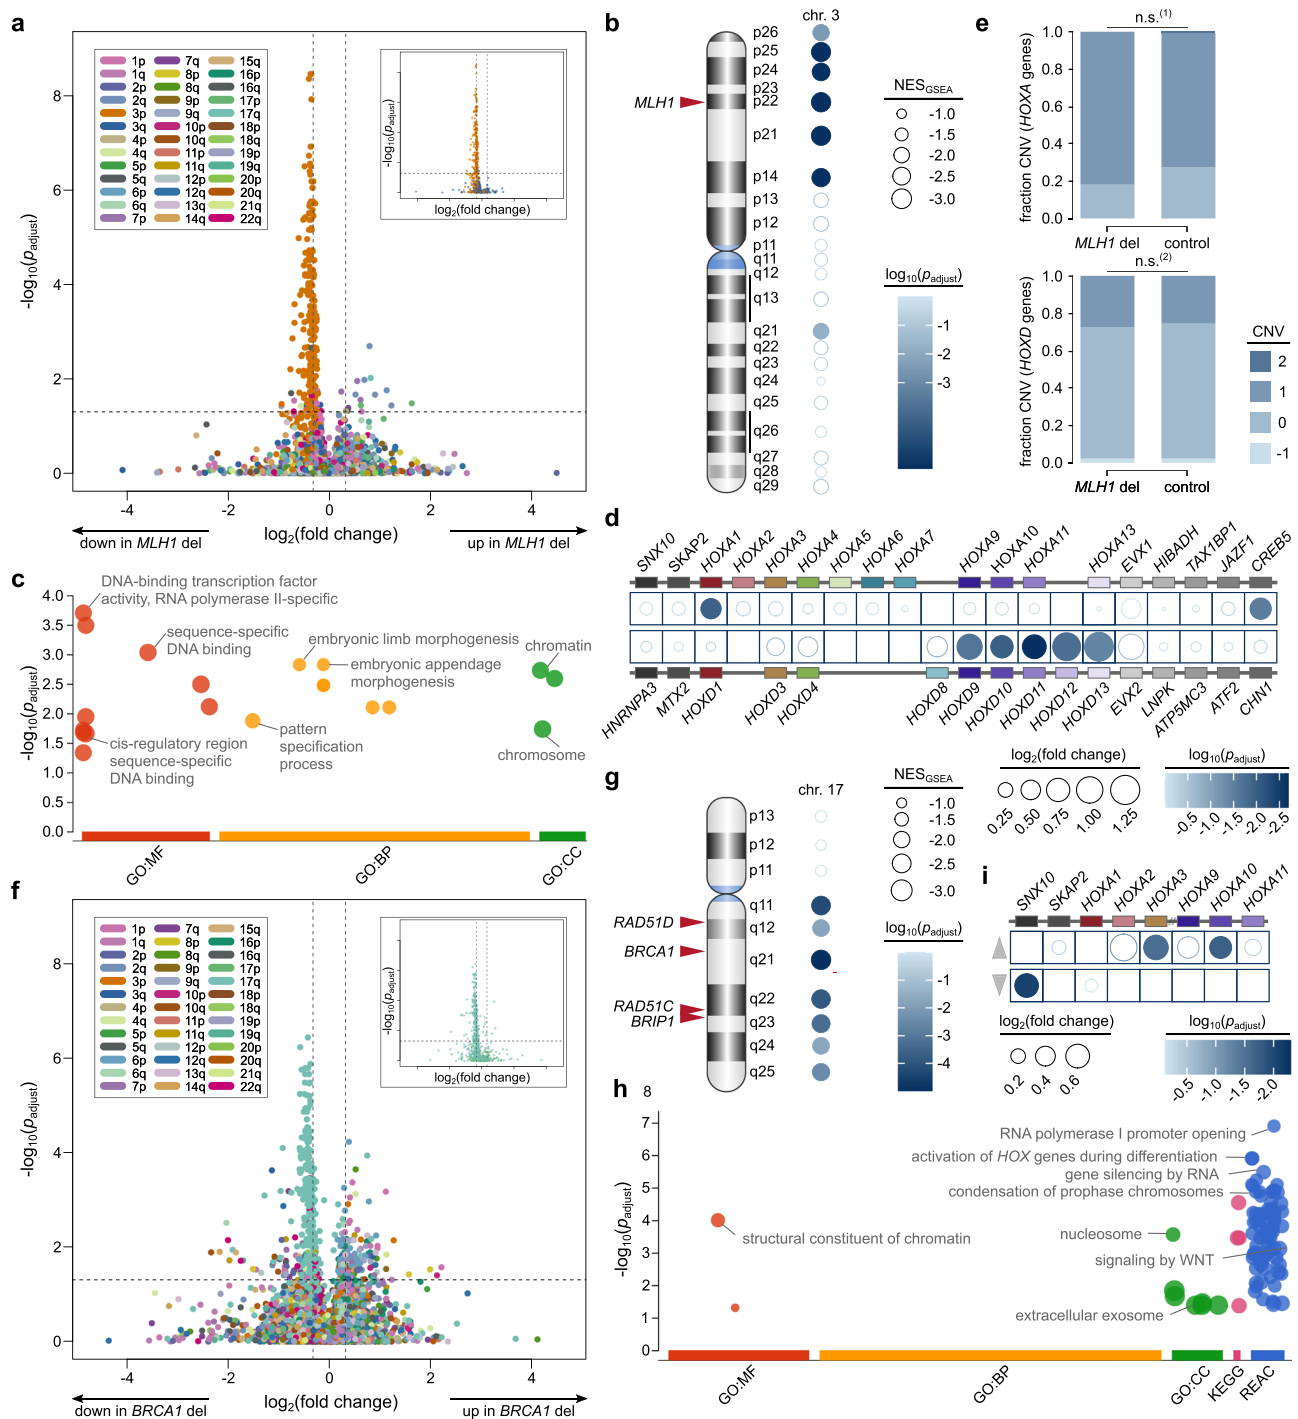 a
8
6
4
2
0
-log10(padjust)
1p
1q
2p
2q
3p
3q
4p
4q
5p
5q
6p
6q
7p
7q
8p
8q
9p
9q
10p
10q
11p
11q
12p
12q
13q
14q
15q
16p
16q
17p
17q
18p
18q
19p
19q
20p
20q
21q
22q
-log10(padjust)
log2(fold change)
-4
-2
0
2
4
log2(fold change)
down in MLH1 del
up in MLH1 del
b
chr. 3
MLH1
p26
p25
p24
p23
p22
p21
p14
p13
p12
p11
q11
q12
q13
q21
q22
q23
q24
q25
q26
q27
q28
q29
NESGSEA
-1.0
-1.5
-2.0
-2.5
-3.0
log10(padjust)
-1
-2
-3
e
n.s.(1)
fraction CNV (HOXA genes)
1.0
0.8
0.6
0.4
0.2
0.0
MLH1 del
control
n.s.(2)
fraction CNV (HOXD genes)
1.0
0.8
0.6
0.4
0.2
0.0
MLH1 del
control
CNV
2
1
0
-1
c
4.0
3.5
3.0
2.5
2.0
1.5
1.0
0.5
0.0
-log10(padjust)
DNA-binding transcription factor
activity, RNA polymerase II-specific
sequence-specific
DNA binding
embryonic limb morphogenesis
embryonic appendage
morphogenesis
chromatin
pattern
specification
process
cis-regulatory region
sequence-specific
DNA binding
chromosome
GO:MF
GO:BP
GO:CC
d
SNX10
SKAP2
HOXA1
HOXA2
HOXA3
HOXA4
HOXA5
HOXA6
HOXA7
HOXA9
HOXA10
HOXA11
HOXA13
EVX1
HIBADH
TAX1BP1
JAZF1
CREB5
HNRNPA3
MTX2
HOXD1
HOXD3
HOXD4
HOXD8
HOXD9
HOXD10
HOXD11
HOXD12
HOXD13
EVX2
LNPK
ATP5MC3
ATF2
CHN1
log2(fold change)
0.25
0.50
0.75
1.00
1.25
log10(padjust)
-0.5
-1.0
-1.5
-2.0
-2.5
f
6
4
2
0
-log10(padjust)
1p
1q
2p
2q
3p
3q
4p
4q
5p
5q
6p
6q
7p
7q
8p
8q
9p
9q
10p
10q
11p
11q
12p
12q
13q
14q
15q
16p
16q
17p
17q
18p
18q
19p
19q
20p
20q
21q
22q
-log10(padjust)
log2(fold change)
-4
-2
0
2
4
log2(fold change)
down in BRCA1 del
up in BRCA1 del
g
chr. 17
RAD51D
BRCA1
RAD51C
BRIP1
p13
p12
p11
q11
q12
q21
q22
q23
q24
q25
NESGSEA
-1.0
-1.5
-2.0
-2.5
-3.0
log10(padjust)
-1
-2
-3
-4
i
SNX10
SKAP2
HOXA1
HOXA2
HOXA3
HOXA9
HOXA10
HOXA11
log2(fold change)
0.2
0.4
0.6
log10(padjust)
-0.5
-1.0
-1.5
-2.0
h
8
7
6
5
4
3
2
1
0
-log10(padjust)
RNA polymerase I promoter opening
activation of HOX genes during differentiation
gene silencing by RNA
condensation of prophase chromosomes
nucleosome
structural constituent of chromatin
signaling by WNT
extracellular exosome
GO:MF
GO:BP
GO:CC
KEGG
REAC